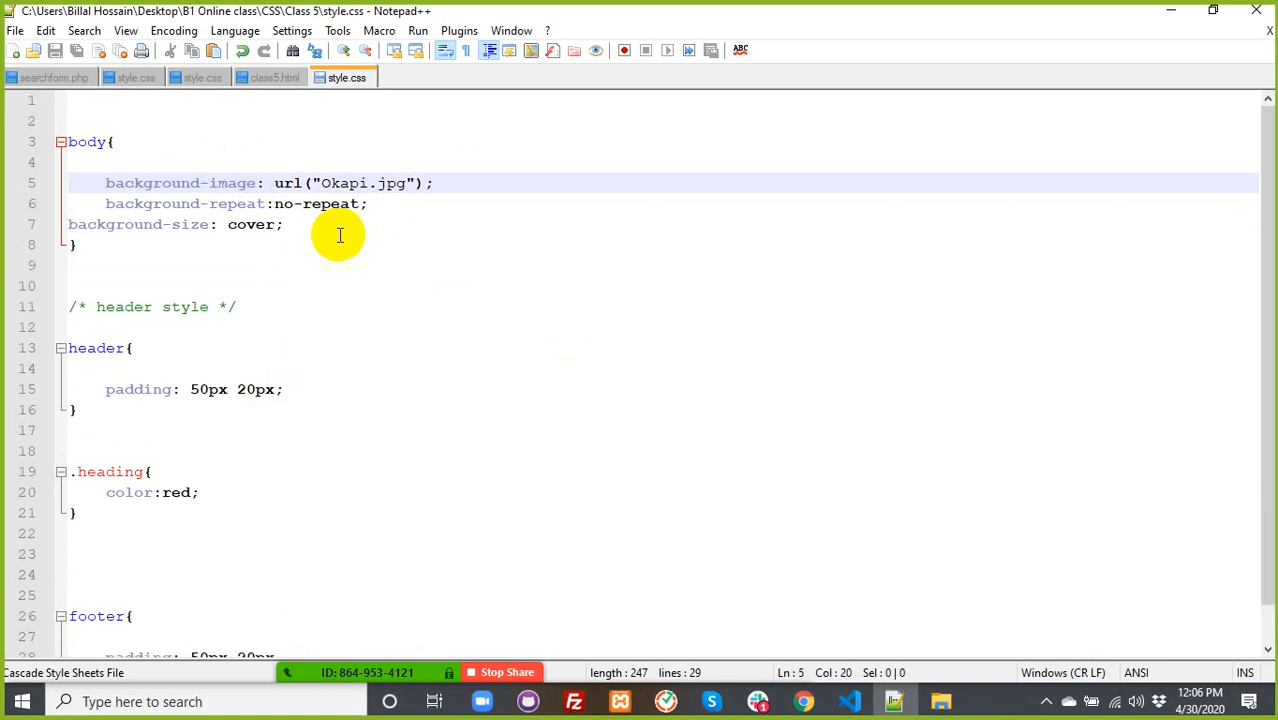 C:\Users\Billal Hossain\Desktop\B1 Online class\CSS\Class 5\style.css - Notepad++
File Edit Search View Encoding Language Settings Tools Macro Run Plugins Window ? X
searchform.php style.css style.css class5.html style.css
1
2
3 body{
4
5 background-image: url("Okapi.jpg");
6 background-repeat:no-repeat;
7 background-size: cover;
8 }
9
10
11 /* header style */
12
13 header{
14
15 padding: 50px 20px;
16 }
17
18
19 .heading{
20 color:red;
21 }
22
23
24
25
26 footer{
27
28 padding: 50px 20px
Cascade Style Sheets File ID: 864-953-4121 Stop Share length : 247 lines : 29 Ln : 5 Col : 20 Sel : 0 | 0 Windows (CR LF) ANSI INS
Type here to search 12:06 PM
4/30/2020